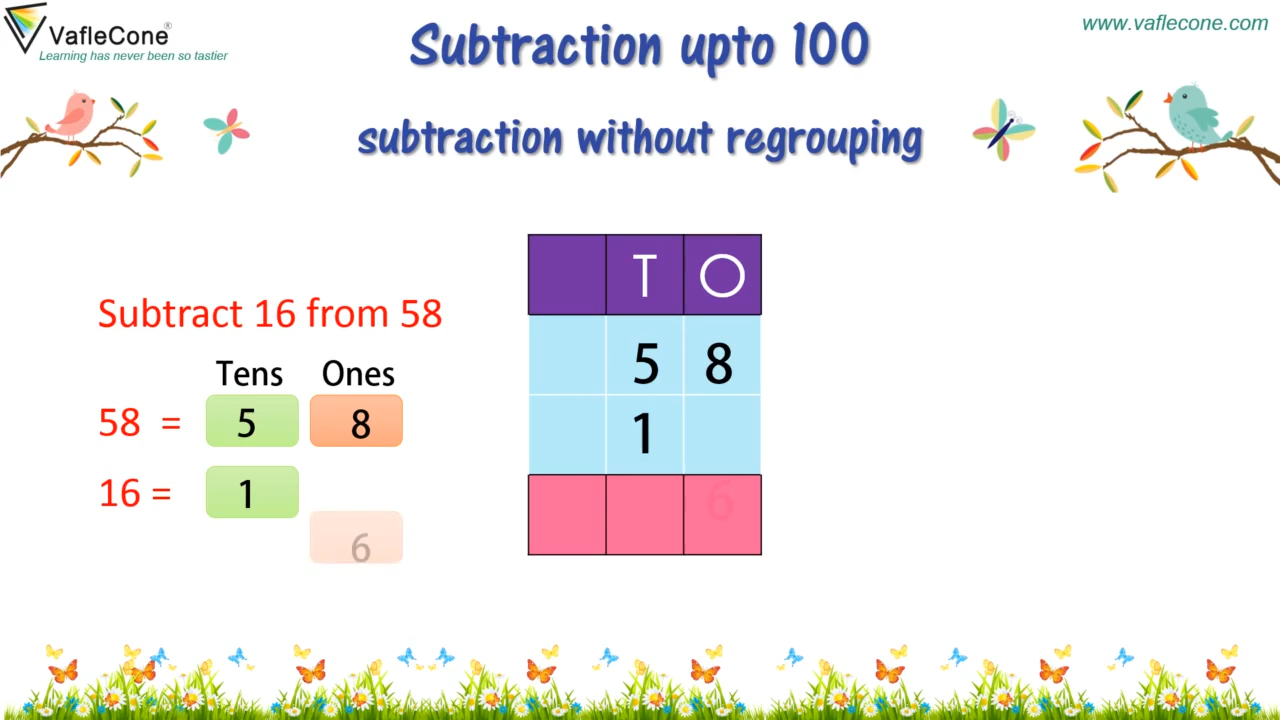 VafleCone®
Learning has never been so tastier
www.vaflecone.com
Subtraction upto 100
subtraction without regrouping
Subtract 16 from 58
Tens Ones
58 = 5 8
16 = 1
6
T O
5 8
1
6